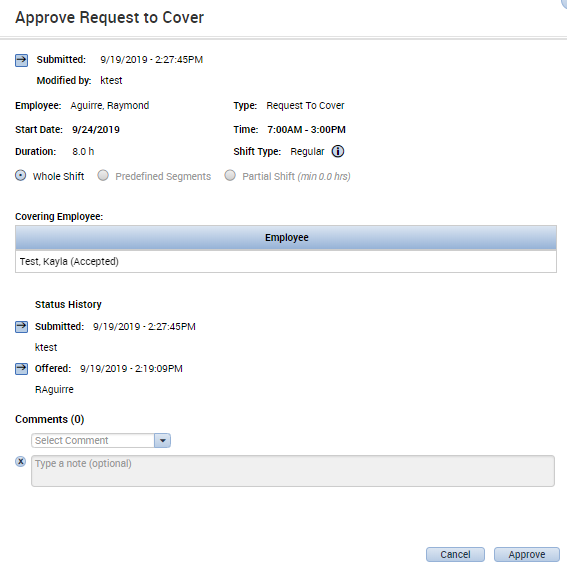 Approve Request to Cover
Submitted: 9/19/2019 - 2:27:45PM
Modified by: ktest
Employee: Aguirre, Raymond Type: Request To Cover
Start Date: 9/24/2019 Time: 7:00AM - 3:00PM
Duration: 8.0 h Shift Type: Regular
Whole Shift Predefined Segments Partial Shift (min 0.0 hrs)
Covering Employee:
Employee
Test, Kayla (Accepted)
Status History
Submitted: 9/19/2019 - 2:27:45PM
ktest
Offered: 9/19/2019 - 2:19:09PM
RAguirre
Comments (0)
Select Comment
Type a note (optional)
Cancel Approve